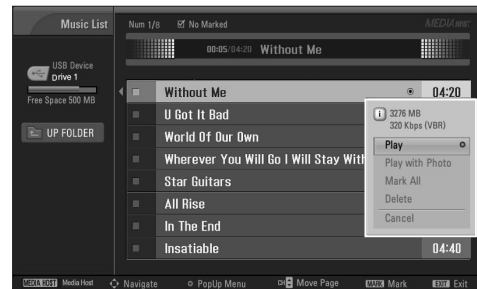 Music List
Num 1/8
No Marked
00:05/04:20 Without Me
USB Device
Drive 1
Free Space 500 MB
UP FOLDER
Without Me 04:20
U Got It Bad
World Of Our Own
Wherever You Will Go I Will Stay With
Star Guitars
All Rise
In The End
Insatiable 04:40
3276 MB
320 Kbps (VBR)
Play
Play with Photo
Mark All
Delete
Cancel
MEDIA HOST Media Host
Navigate
PopUp Menu
Move Page
MARK Mark
EXIT Exit